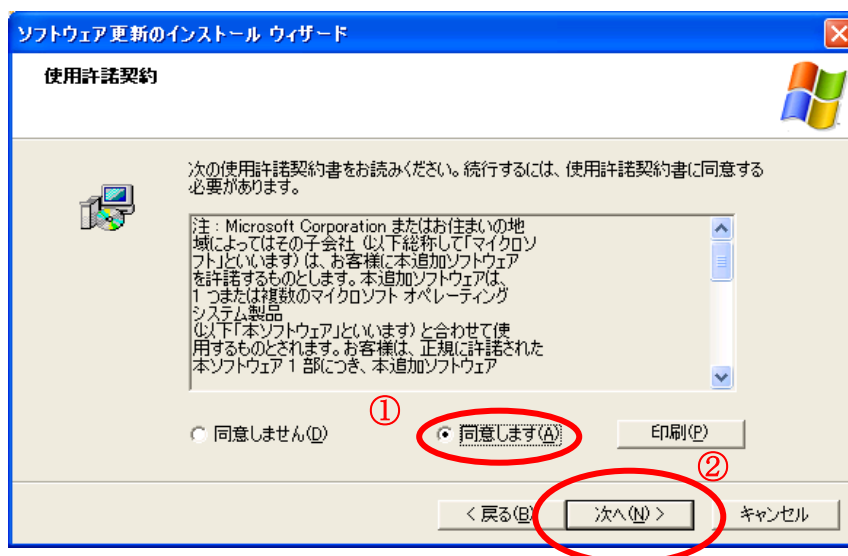 ソフトウェア更新のインストール ウィザード
使用許諾契約
次の使用許諾契約書をお読みください。続行するには、使用許諾契約書に同意する
必要があります。
注 : Microsoft Corporation またはお住まいの地
域によってはその子会社 (以下総称して「マイクロソ
フト」といいます) は、お客様に本追加ソフトウェア
を許諾するものとします。本追加ソフトウェアは、
1 つまたは複数のマイクロソフト オペレーティング
システム製品
(以下「本ソフトウェア」といいます) と合わせて使
用するものとされます。お客様は、正規に許諾された
本ソフトウェア 1 部につき、本追加ソフトウェア
①
同意しません(D) 同意します(A) 印刷(P)
②
< 戻る(B) 次へ(N) > キャンセル